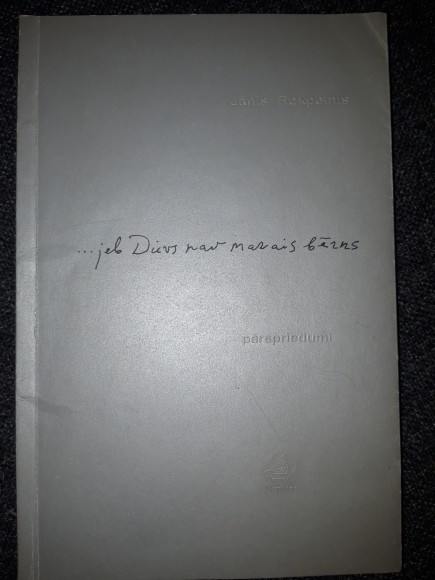 Jānis Rokpelnis
...jeb Dievs nav mazais bērns
pārspriedumi